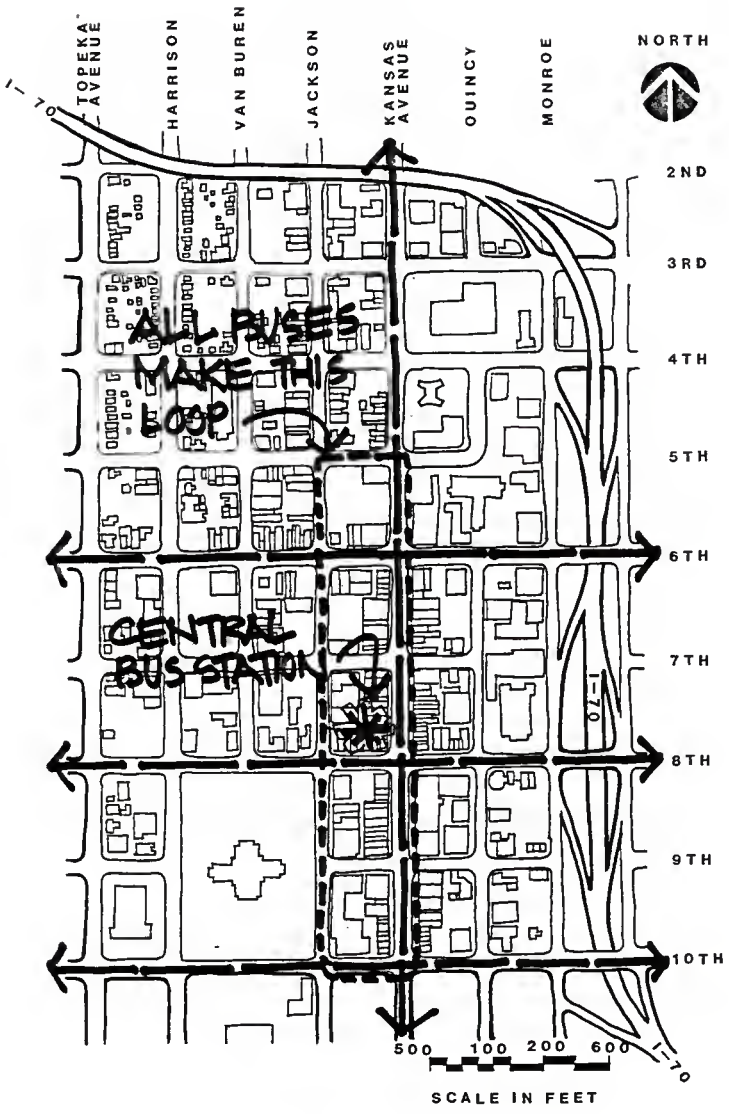 TOPEKA
AVENUE
HARRISON
VAN BUREN
JACKSON
KANSAS
AVENUE
QUINCY
MONROE
NORTH
I-70
2ND
3RD
ALL BUSES
MAKE THIS
LOOP
4TH
5TH
6TH
CENTRAL
BUS STATION
7TH
I-70
8TH
9TH
10TH
500 100 200 600
I-70
SCALE IN FEET